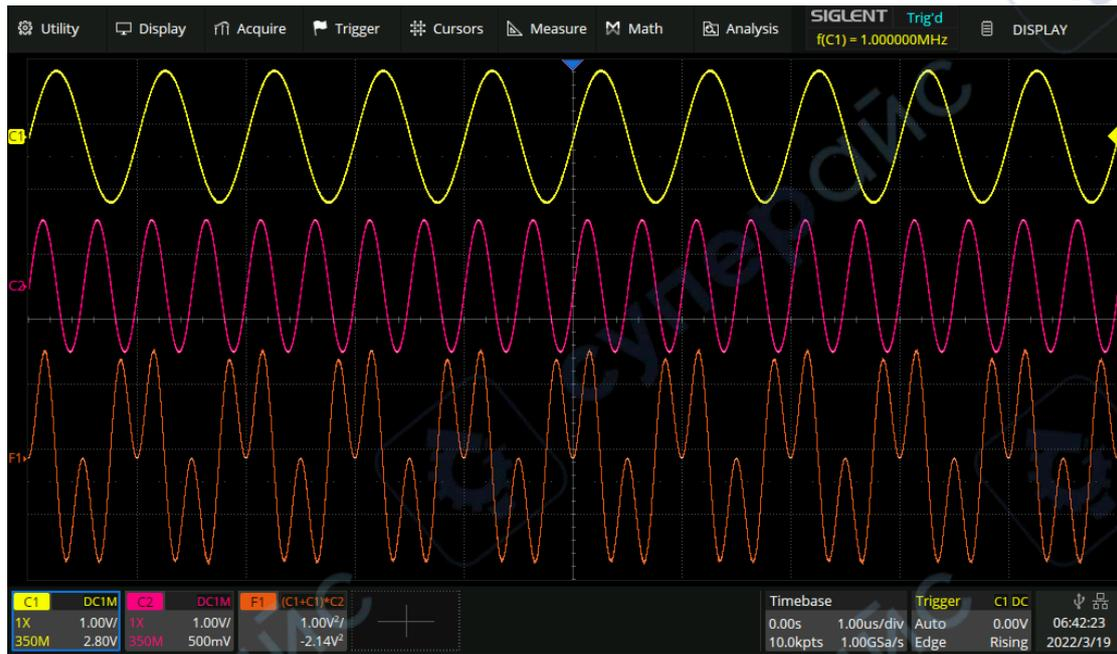 Utility Display Acquire Trigger Cursors Measure Math Analysis
SIGLENT Trig'd
f(C1) = 1.000000MHz
DISPLAY
C1
C2
F1
C1 DC1M
1X 1.00V/
350M 2.80V
C2 DC1M
1X 1.00V/
350M 500mV
F1 (C1+C1)*C2
1.00V²/
-2.14V²
Timebase
0.00s 1.00us/div
10.0kpts 1.00GSa/s
Trigger C1 DC
Auto 0.00V
Edge Rising
06:42:23
2022/3/19
суперайс